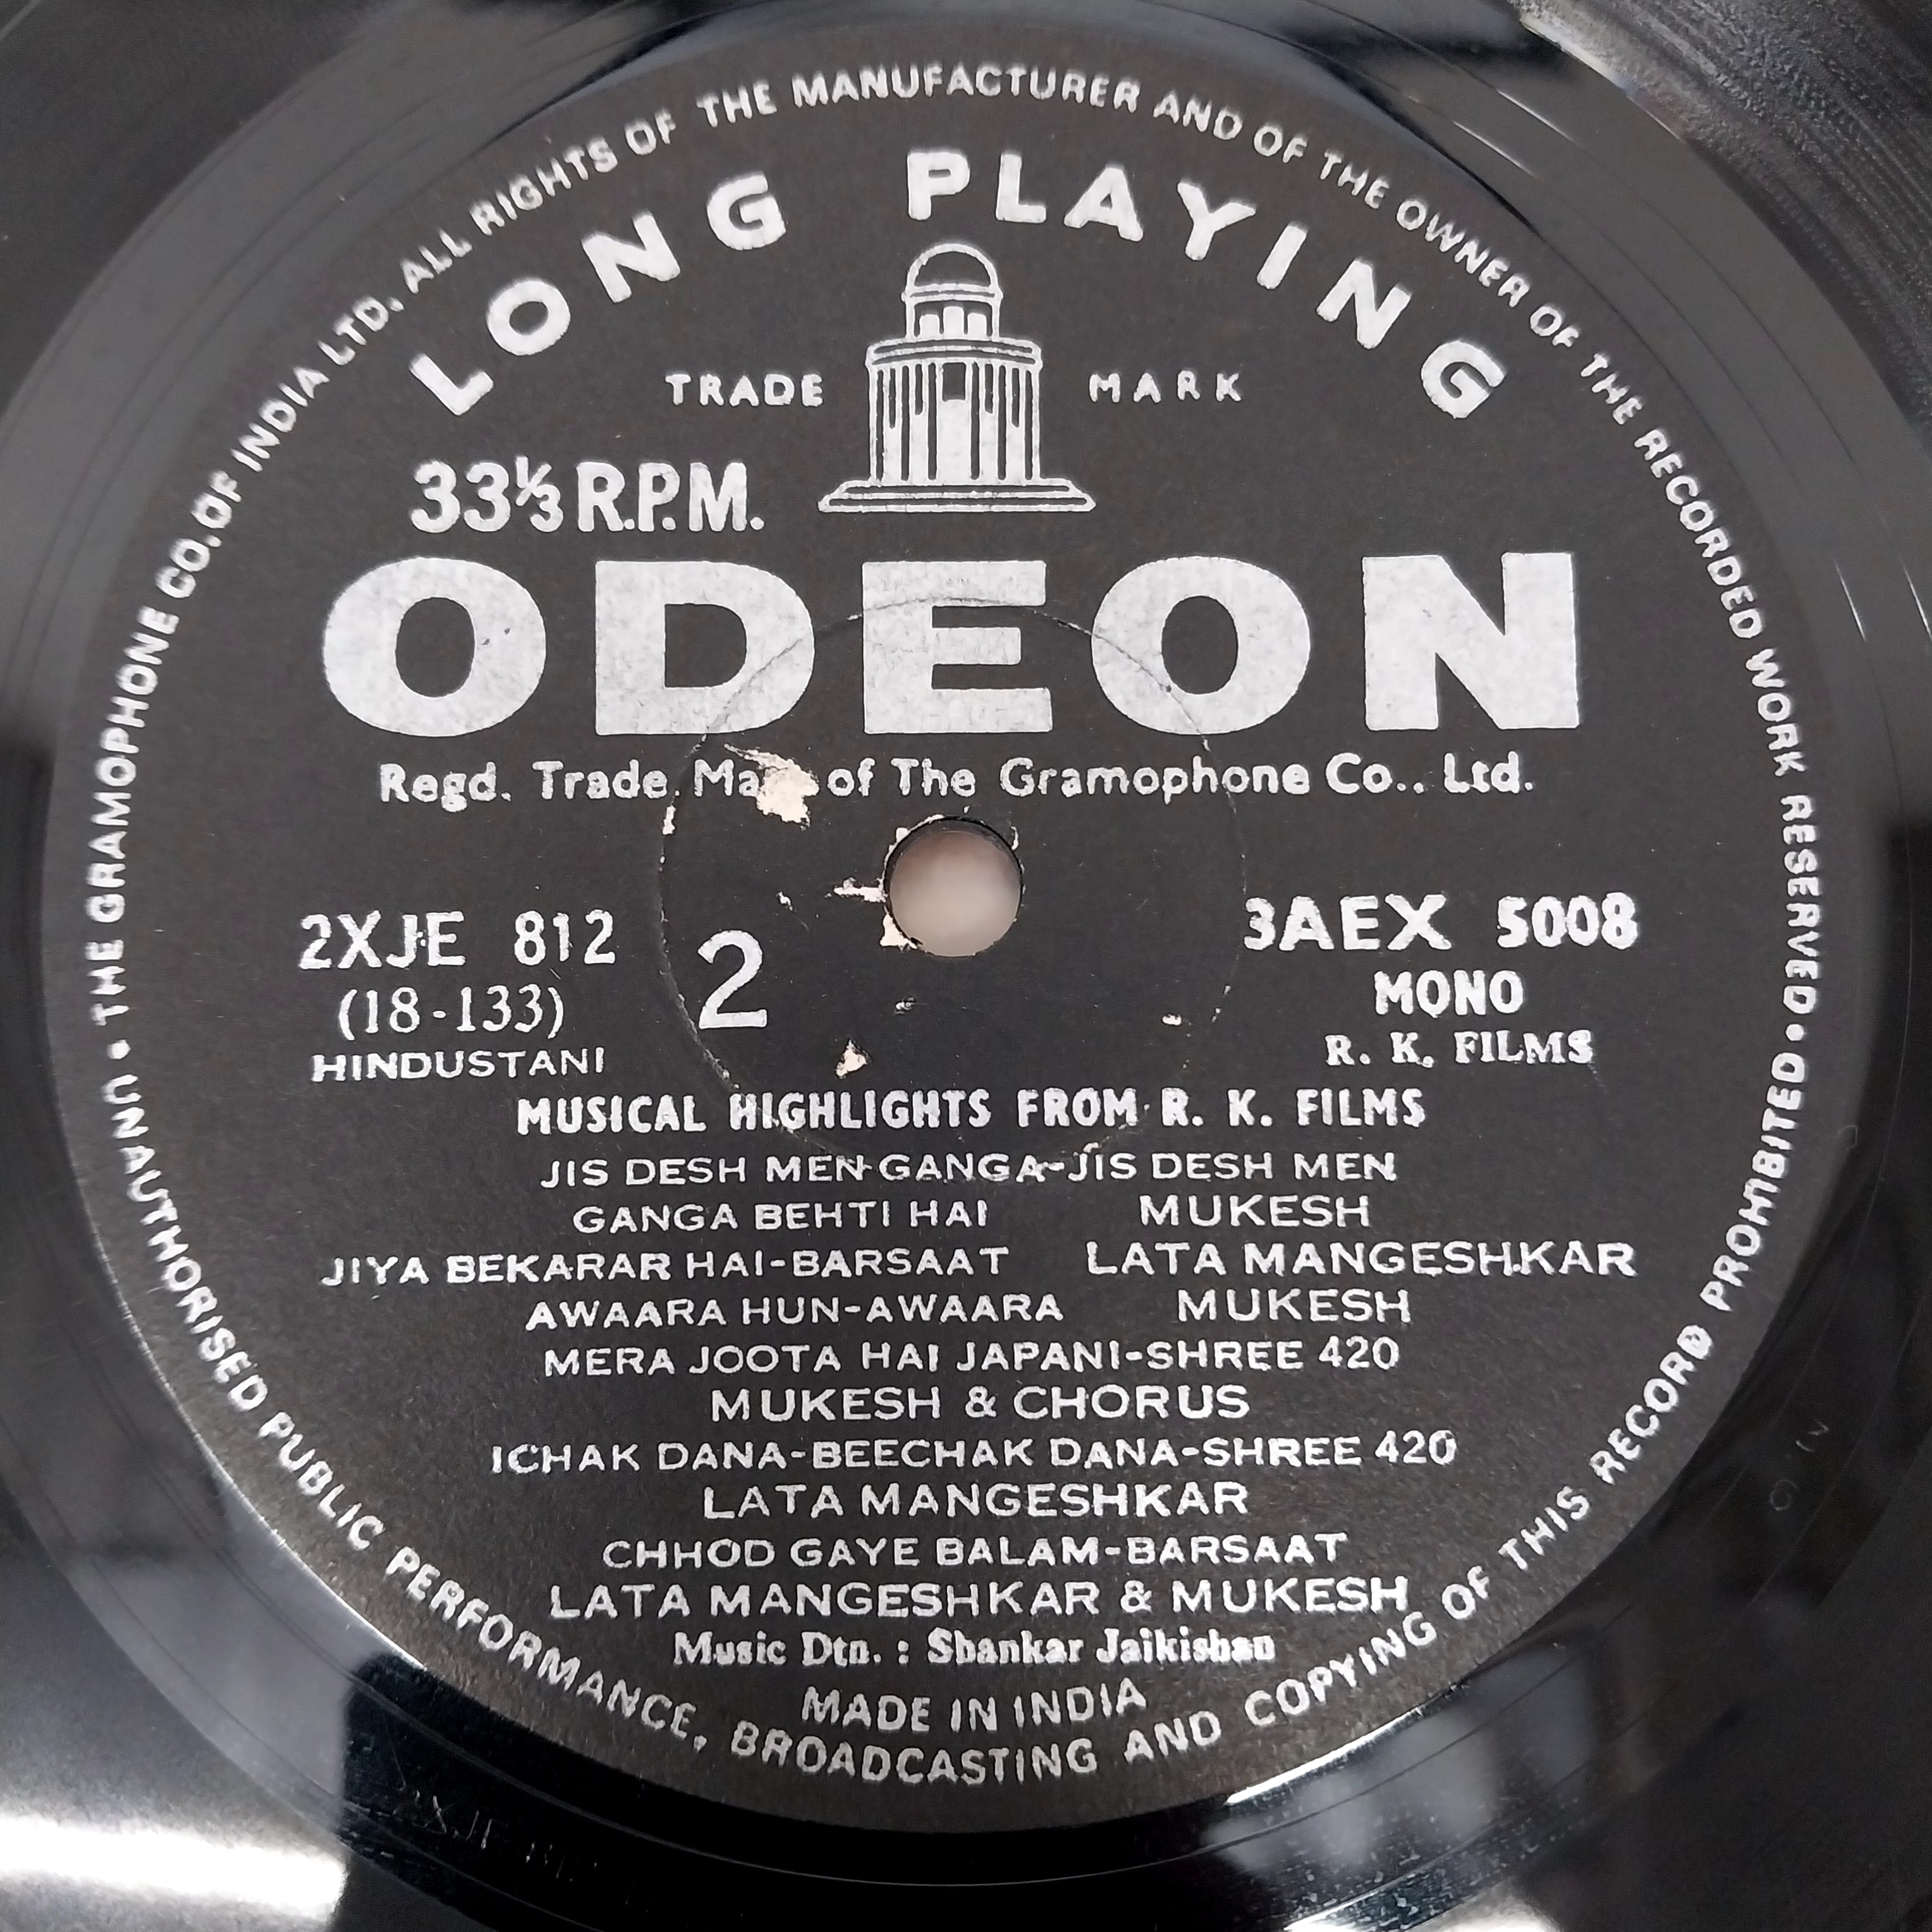 THE GRAMOPHONE CO. OF INDIA LTD. ALL RIGHTS OF THE MANUFACTURER AND OF THE OWNER OF THE RECORDED WORK RESERVED •
UNAUTHORISED PUBLIC PERFORMANCE, BROADCASTING AND COPYING OF THIS RECORD PROHIBITED •
LONG PLAYING
TRADE MARK
33⅓ R.P.M.
ODEON
Regd. Trade of The Gramophone Co., Ltd.
2XJE 812
(18-133)
HINDUSTANI
2
3AEX 5008
MONO
R. K. FILMS
MUSICAL HIGHLIGHTS FROM R. K. FILMS
JIS DESH MEN GANGA-JIS DESH MEN
GANGA BEHTI HAI MUKESH
JIYA BEKARAR HAI-BARSAAT LATA MANGESHKAR
AWAARA HUN-AWAARA MUKESH
MERA JOOTA HAI JAPANI-SHREE 420
MUKESH & CHORUS
ICHAK DANA-BEECHAK DANA-SHREE 420
LATA MANGESHKAR
CHHOD GAYE BALAM-BARSAAT
LATA MANGESHKAR & MUKESH
Music Dtn. : Shankar Jaikishan
MADE IN INDIA